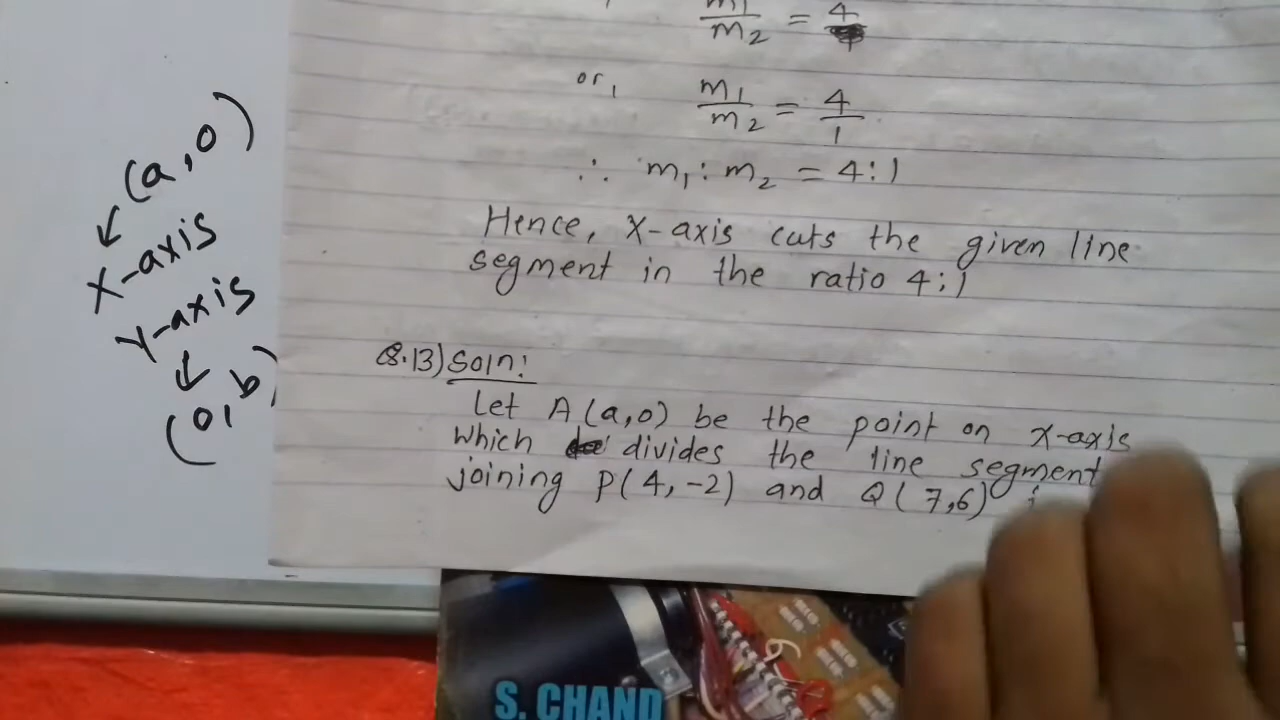 (a,0)
X-axis
Y-axis
(0,b)
m1/m2 = 4/
or, m1/m2 = 4/1
∴ m1:m2 = 4:1
Hence, X-axis cuts the given line
segment in the ratio 4:1
Q.13) Soln:
Let A(a,0) be the point on X-axis
which divides the line segment
joining P(4,-2) and Q(7,6)
S. CHAND